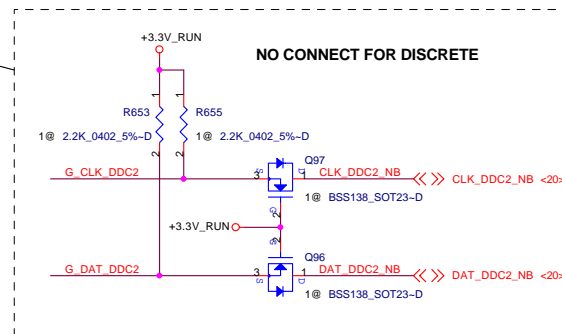 +3.3V_RUN
NO CONNECT FOR DISCRETE
1
1
R653
R655
1@ 2.2K_0402_5%~D
1@ 2.2K_0402_5%~D
2
2
Q97
G_CLK_DDC2
3
S
D
1
CLK_DDC2_NB
CLK_DDC2_NB <20>
G
2
1@ BSS138_SOT23~D
+3.3V_RUN
2
G
Q96
G_DAT_DDC2
3
S
D
1
DAT_DDC2_NB
DAT_DDC2_NB <20>
1@ BSS138_SOT23~D